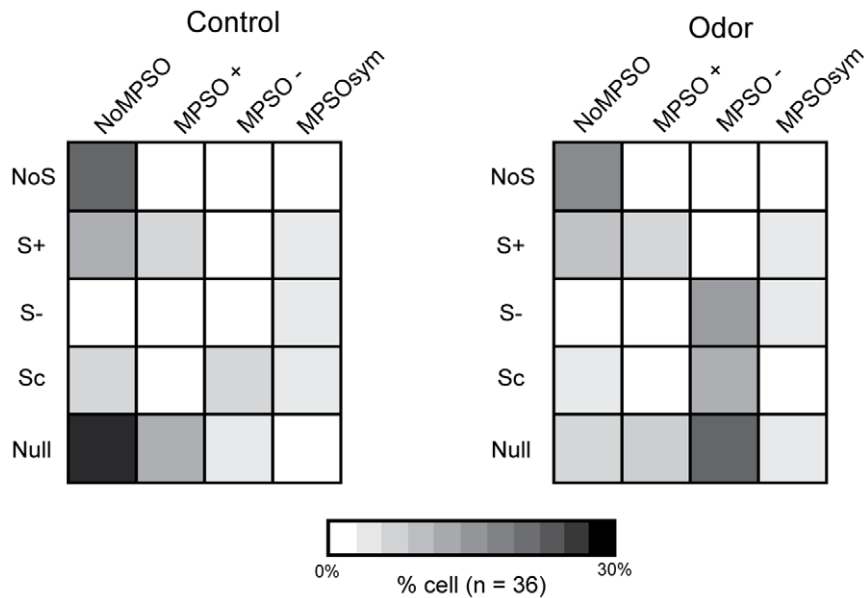 Control
NoMPSO MPSO + MPSO - MPSOsym
NoS
S+
S-
Sc
Null
Odor
NoMPSO MPSO + MPSO - MPSOsym
NoS
S+
S-
Sc
Null
0% 30%
% cell (n = 36)